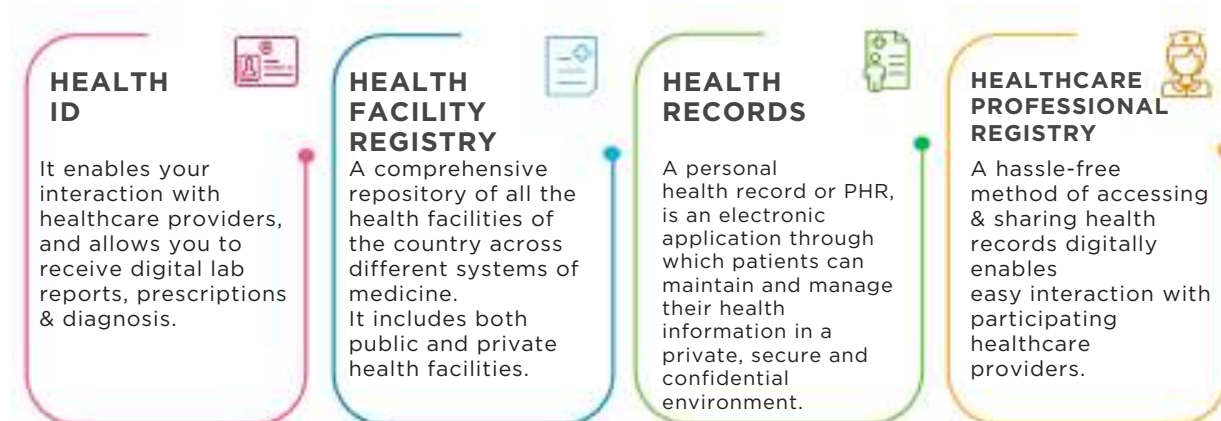 HEALTH
ID
It enables your
interaction with
healthcare providers,
and allows you to
receive digital lab
reports, prescriptions
& diagnosis.
HEALTH
FACILITY
REGISTRY
A comprehensive
repository of all the
health facilities of
the country across
different systems of
medicine.
It includes both
public and private
health facilities.
HEALTH
RECORDS
A personal
health record or PHR,
is an electronic
application through
which patients can
maintain and manage
their health
information in a
private, secure and
confidential
environment.
HEALTHCARE
PROFESSIONAL
REGISTRY
A hassle-free
method of accessing
& sharing health
records digitally
enables
easy interaction with
participating
healthcare
providers.